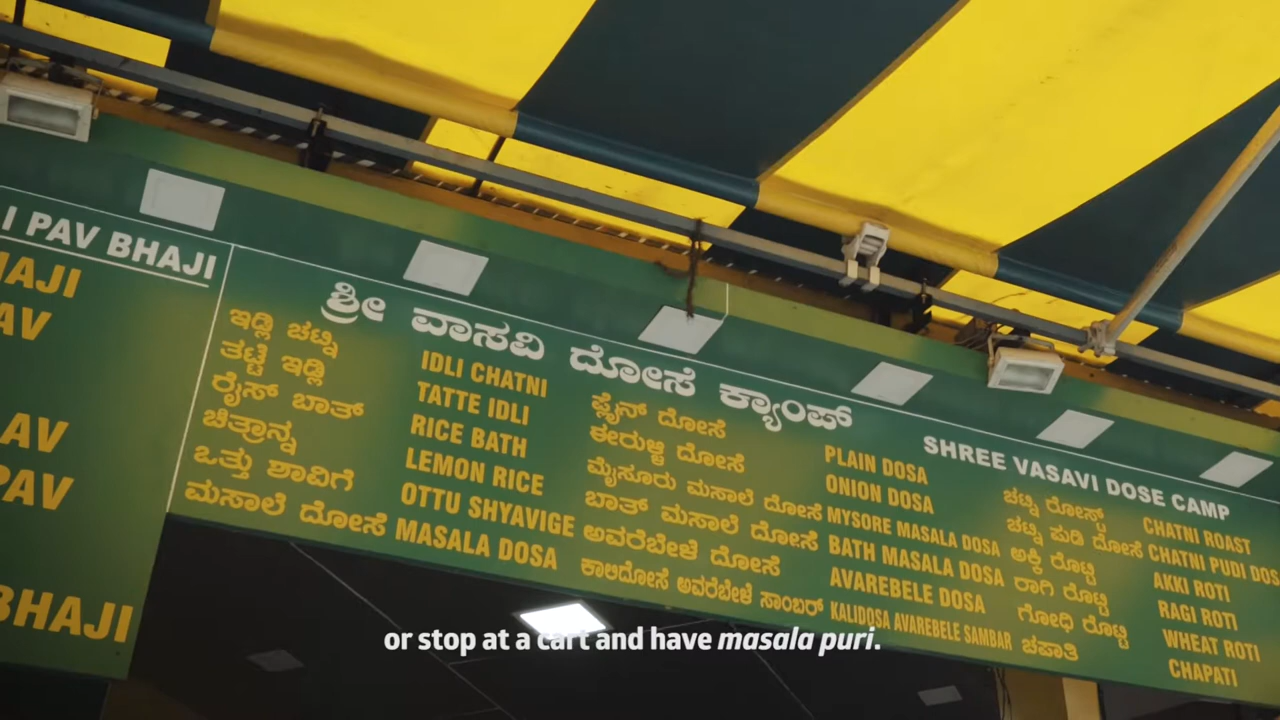 I PAV BHAJI
AV
AV
PAV
BHAJI
ಶ್ರೀ ವಾಸವಿ ದೋಸೆ ಕ್ಯಾಂಪ್
SHREE VASAVI DOSE CAMP
ಇಡ್ಲಿ ಚಟ್ನಿ
ತಟ್ಟೆ ಇಡ್ಲಿ
ರೈಸ್ ಬಾತ್
ಚಿತ್ರಾನ್ನ
ಒತ್ತು ಶಾವಿಗೆ
ಮಸಾಲೆ ದೋಸೆ
IDLI CHATNI
TATTE IDLI
RICE BATH
LEMON RICE
OTTU SHYAVIGE
MASALA DOSA
ಪ್ಲೈನ್ ದೋಸೆ
ಈರುಳ್ಳಿ ದೋಸೆ
ಮೈಸೂರು ಮಸಾಲೆ ದೋಸೆ
ಬಾತ್ ಮಸಾಲೆ ದೋಸೆ
ಅವರೆಬೇಳೆ ದೋಸೆ
ಕಾಲಿದೋಸೆ ಅವರೆಬೇಳೆ ಸಾಂಬರ್
PLAIN DOSA
ONION DOSA
MYSORE MASALA DOSA
BATH MASALA DOSA
AVAREBELE DOSA
KALIDOSA AVAREBELE SAMBAR
ಚಟ್ನಿ ರೋಸ್ಟ್
ಚಟ್ನಿ ಪುಡಿ ದೋಸೆ
ಅಕ್ಕಿ ರೊಟ್ಟಿ
ರಾಗಿ ರೊಟ್ಟಿ
ಗೋಧಿ ರೊಟ್ಟಿ
ಚಪಾತಿ
CHATNI ROAST
CHATNI PUDI DOS
AKKI ROTI
RAGI ROTI
WHEAT ROTI
CHAPATI
or stop at a cart and have masala puri.